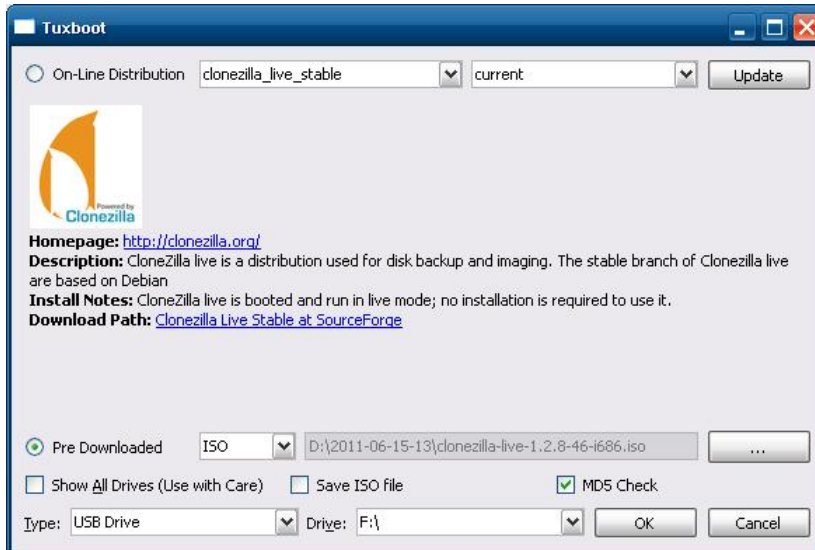 Tuxboot
On-Line Distribution clonezilla_live_stable current Update
Powered by
Clonezilla
Homepage: http://clonezilla.org/
Description: CloneZilla live is a distribution used for disk backup and imaging. The stable branch of Clonezilla live
are based on Debian
Install Notes: CloneZilla live is booted and run in live mode; no installation is required to use it.
Download Path: Clonezilla Live Stable at SourceForge
Pre Downloaded ISO D:\2011-06-15-13\clonezilla-live-1.2.8-46-i686.iso ...
Show All Drives (Use with Care) Save ISO file MD5 Check
Type: USB Drive Drive: F:\ OK Cancel